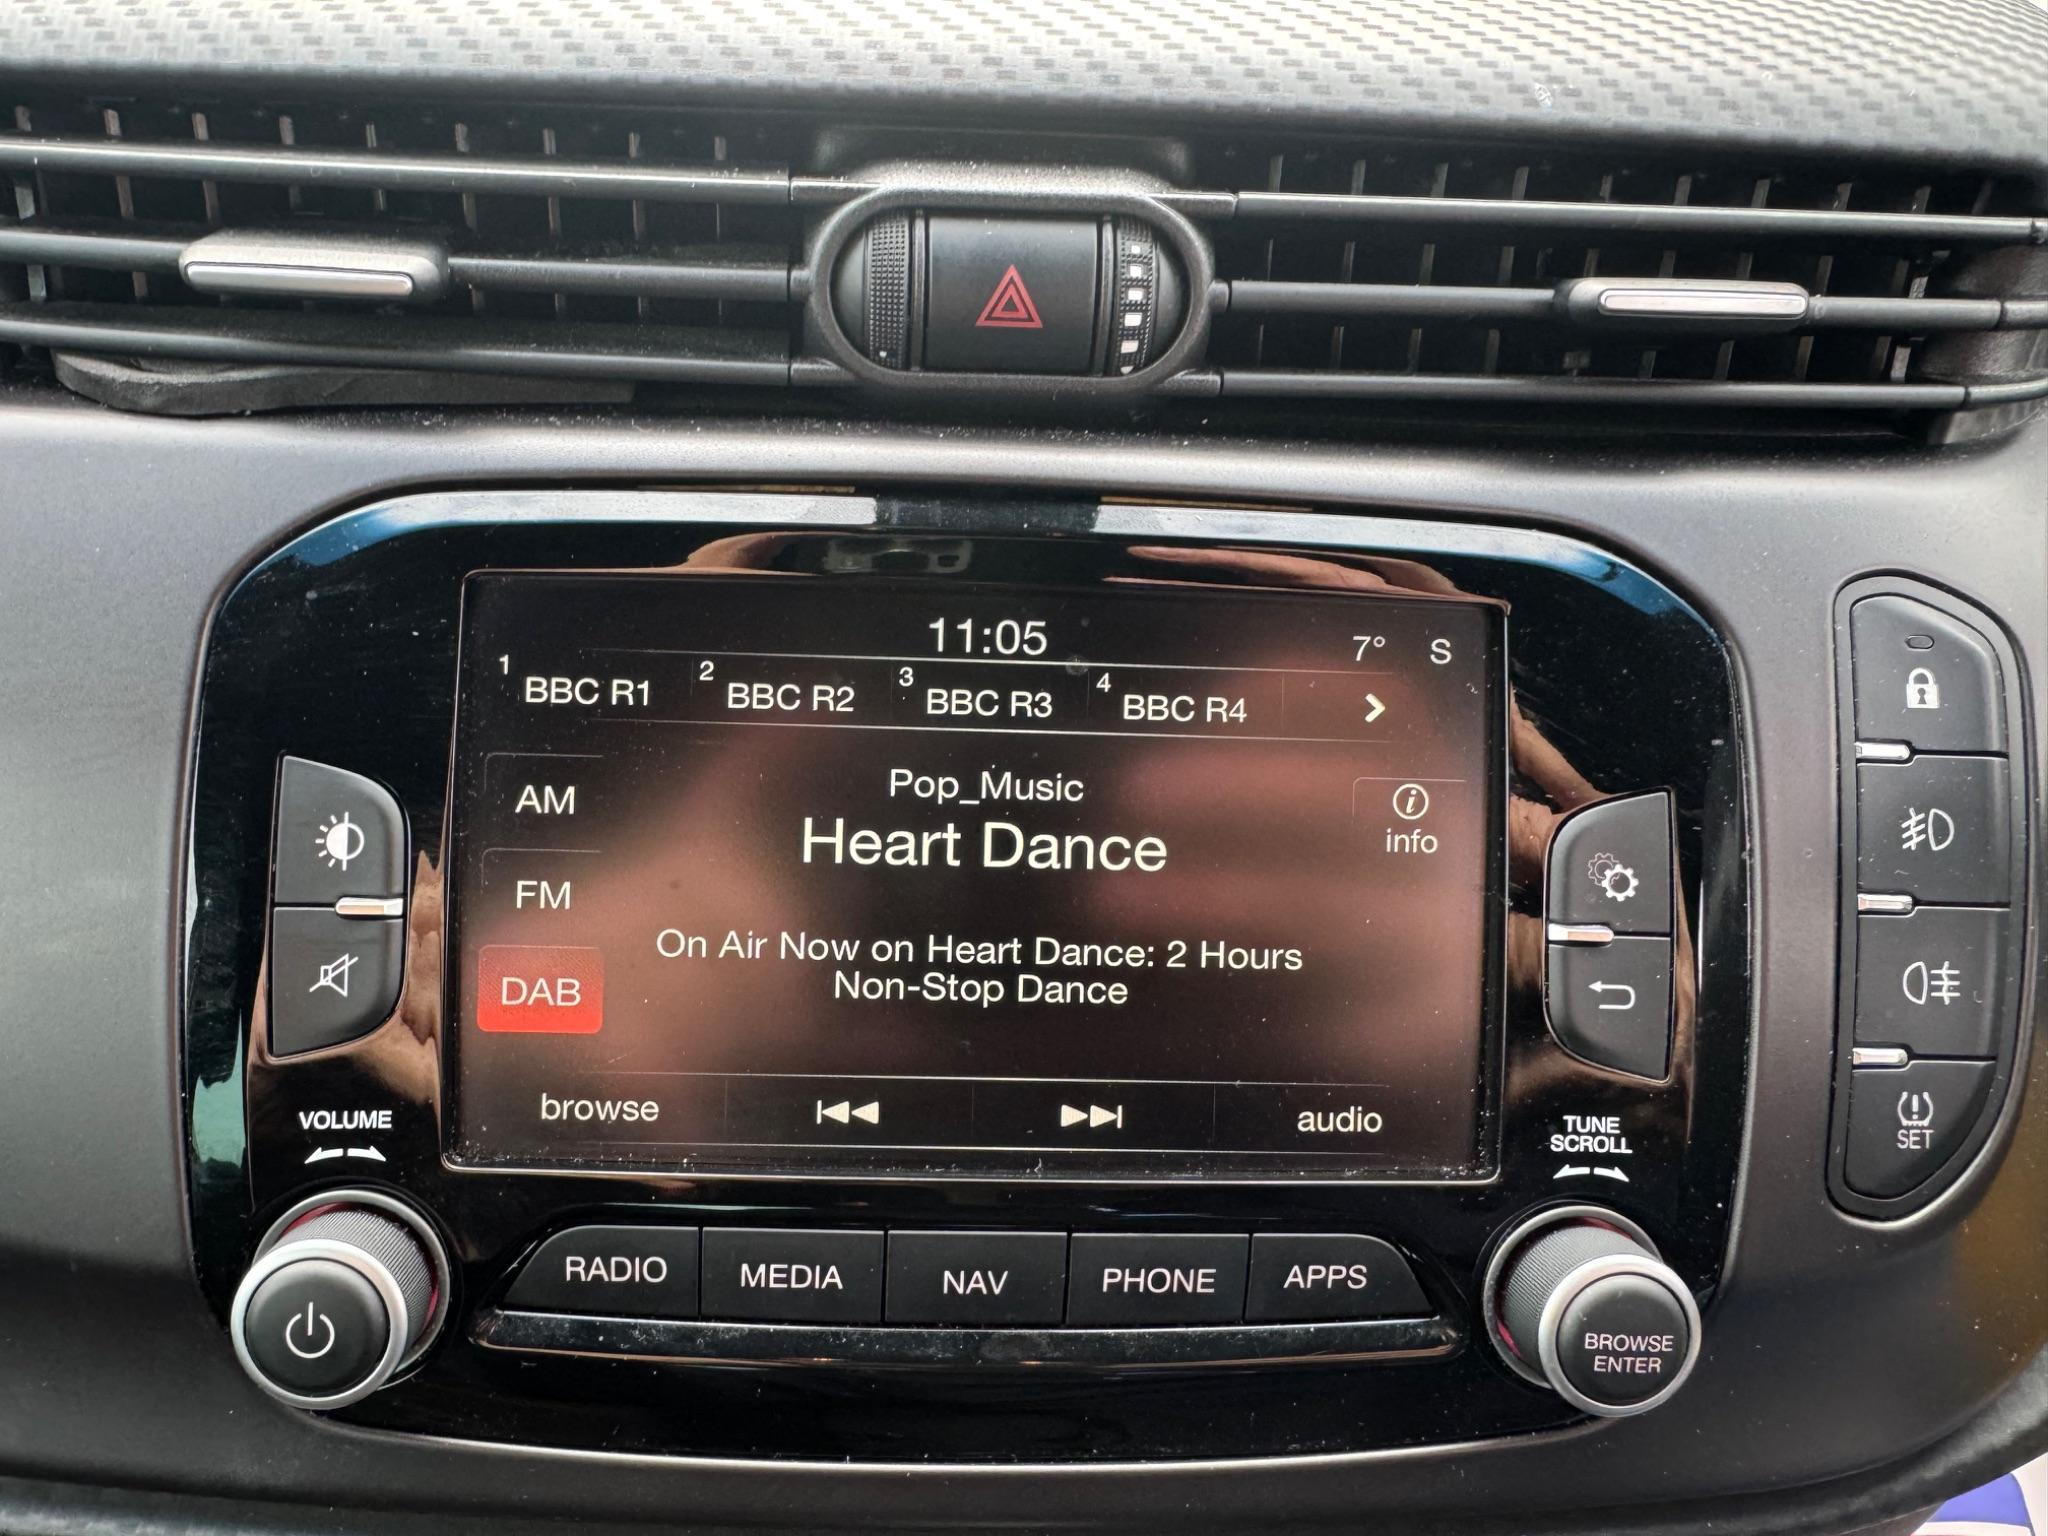 11:05 7° S
1 BBC R1 2 BBC R2 3 BBC R3 4 BBC R4
Pop_Music
AM
Heart Dance
info
FM
On Air Now on Heart Dance: 2 Hours
Non-Stop Dance
DAB
browse audio
VOLUME
TUNE
SCROLL
SET
RADIO MEDIA NAV PHONE APPS
BROWSE
ENTER